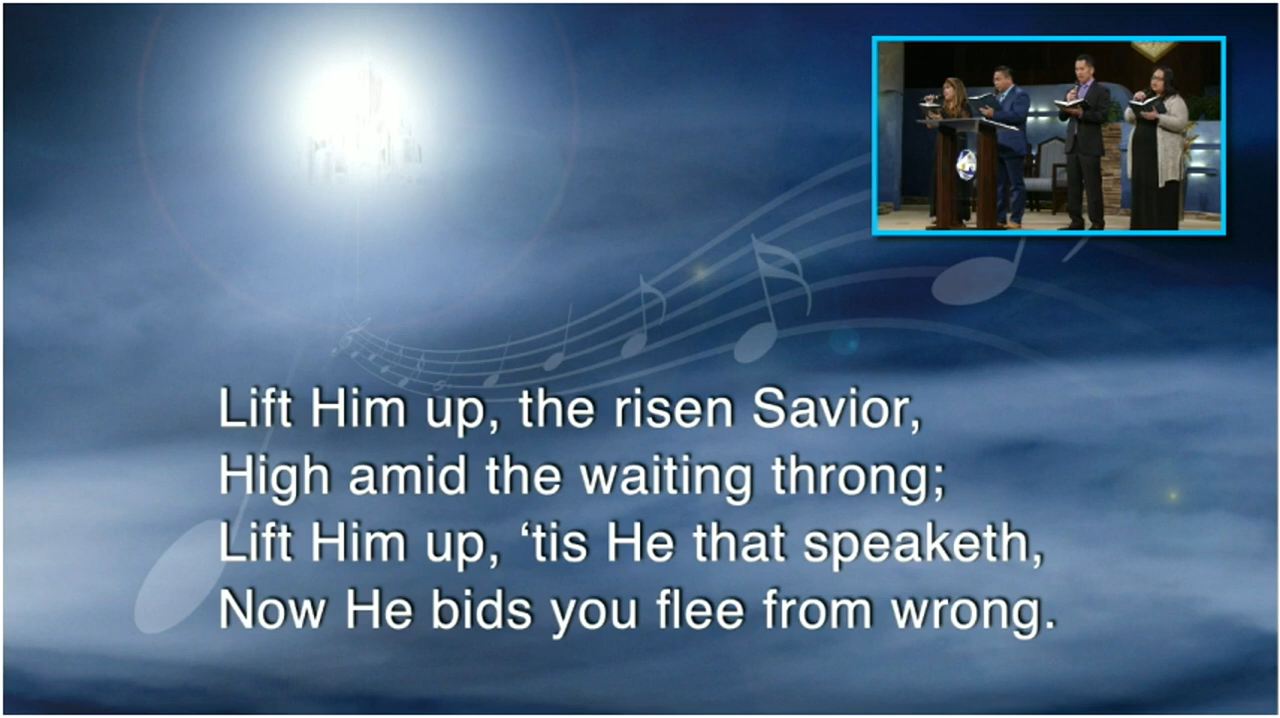 Lift Him up, the risen Savior,
High amid the waiting throng;
Lift Him up, ‘tis He that speaketh,
Now He bids you flee from wrong.